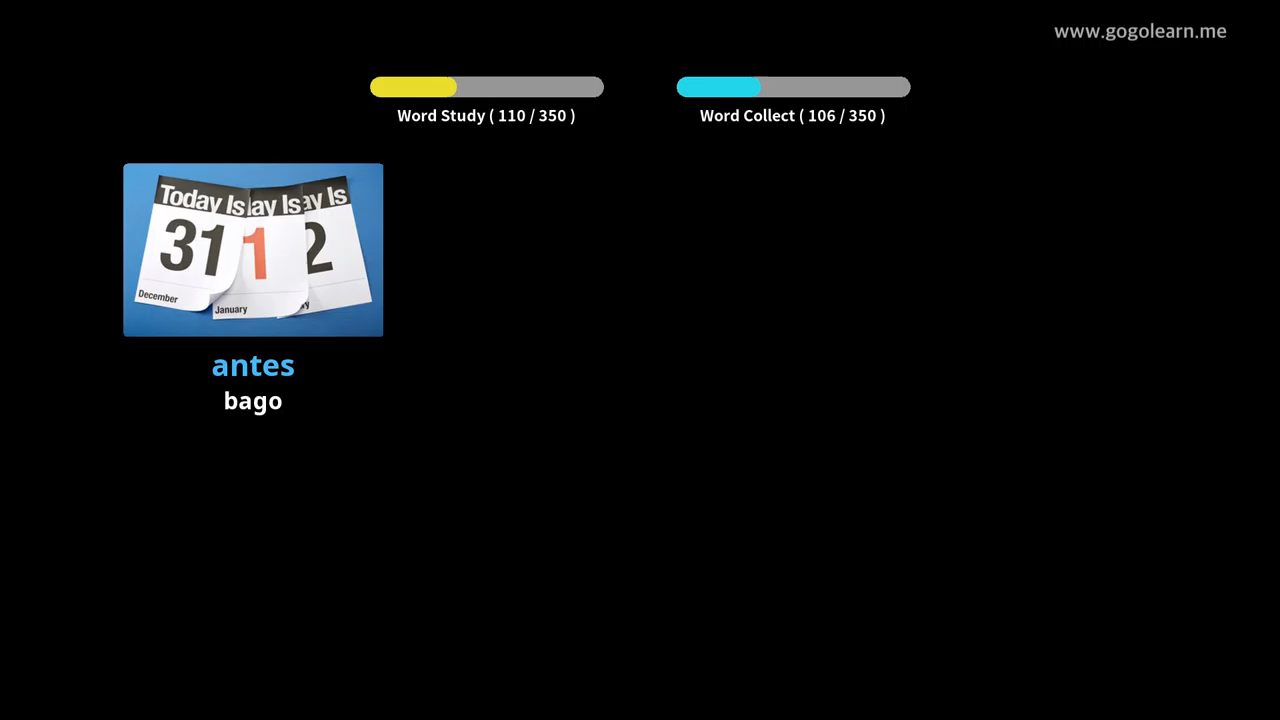 www.gogolearn.me
Word Study ( 110 / 350 )
Word Collect ( 106 / 350 )
Today Is
ay Is
ay Is
31
1
2
December
January
antes
bago